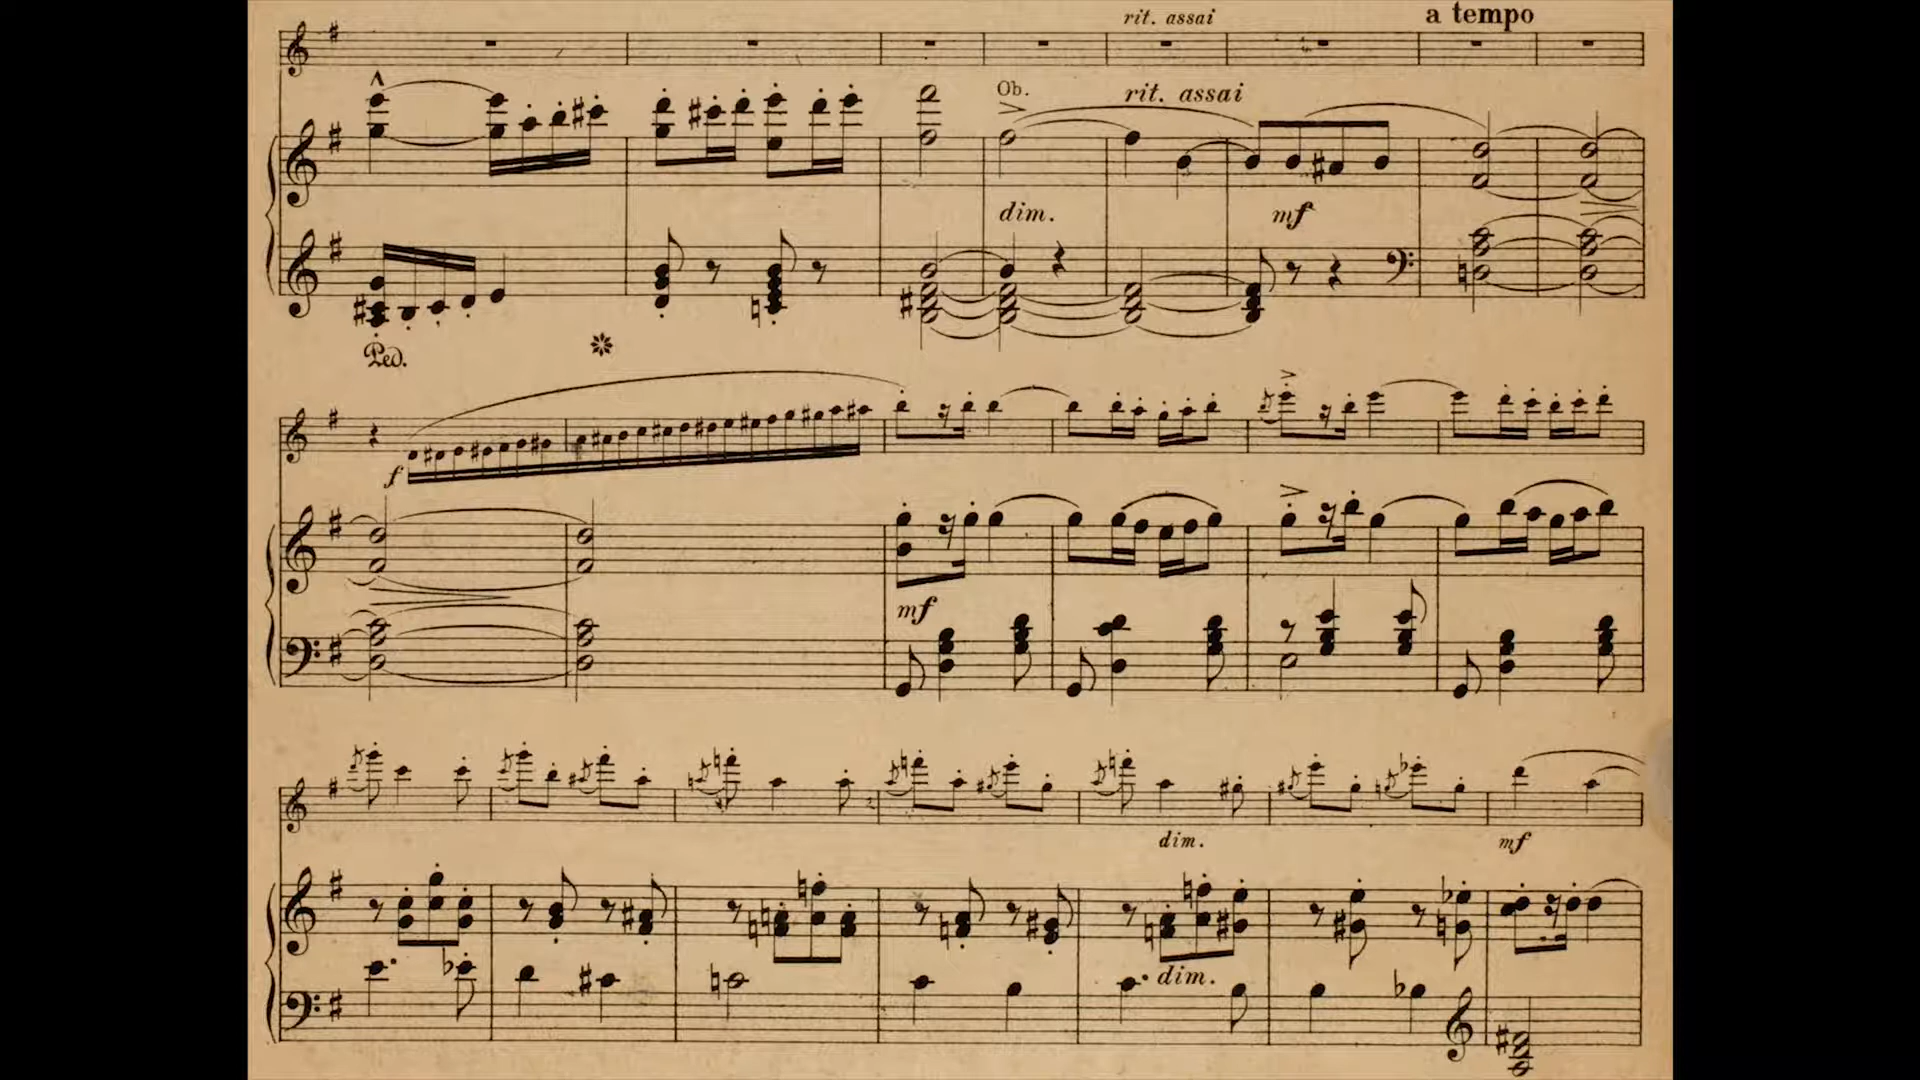 rit. assai
a tempo
Ob.
rit. assai
dim.
mf
Ped.
f
mf
dim.
mf
dim.